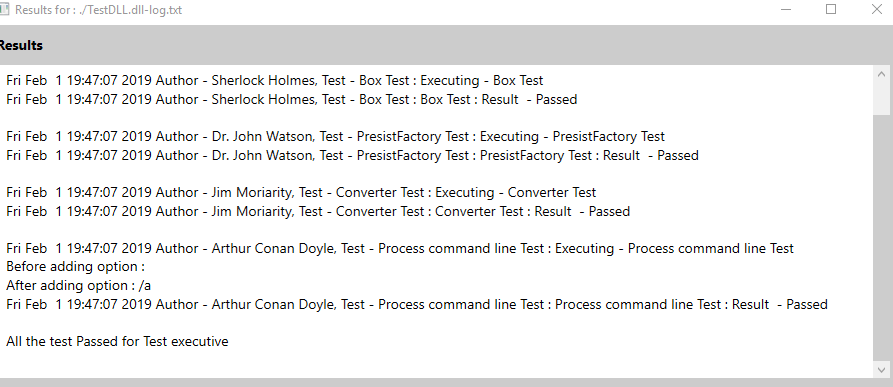 Results for : ./TestDLL.dll-log.txt
Results
Fri Feb  1 19:47:07 2019 Author - Sherlock Holmes, Test - Box Test : Executing - Box Test
Fri Feb  1 19:47:07 2019 Author - Sherlock Holmes, Test - Box Test : Box Test : Result  - Passed
Fri Feb  1 19:47:07 2019 Author - Dr. John Watson, Test - PresistFactory Test : Executing - PresistFactory Test
Fri Feb  1 19:47:07 2019 Author - Dr. John Watson, Test - PresistFactory Test : PresistFactory Test : Result  - Passed
Fri Feb  1 19:47:07 2019 Author - Jim Moriarity, Test - Converter Test : Executing - Converter Test
Fri Feb  1 19:47:07 2019 Author - Jim Moriarity, Test - Converter Test : Converter Test : Result  - Passed
Fri Feb  1 19:47:07 2019 Author - Arthur Conan Doyle, Test - Process command line Test : Executing - Process command line Test
Before adding option :
After adding option : /a
Fri Feb  1 19:47:07 2019 Author - Arthur Conan Doyle, Test - Process command line Test : Process command line Test : Result  - Passed
All the test Passed for Test executive